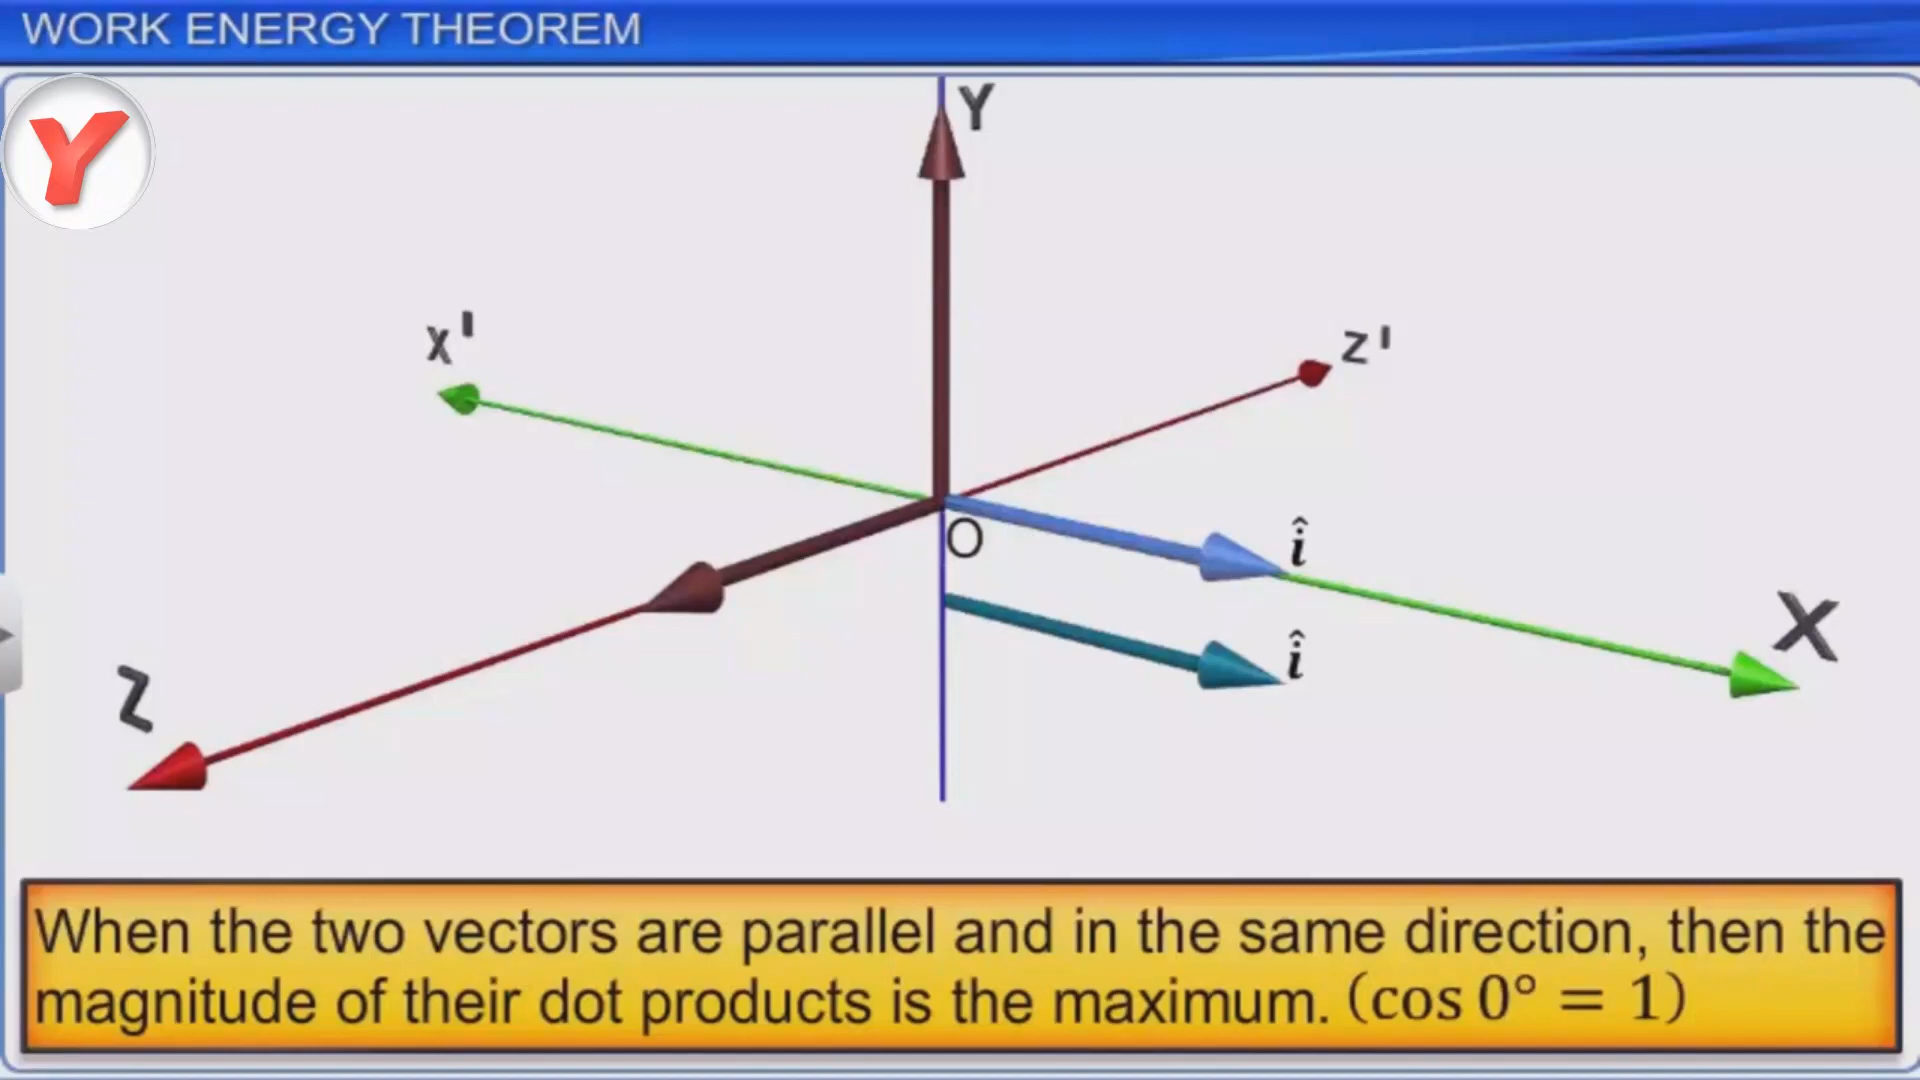 WORK ENERGY THEOREM
Y
Y
X'
Z'
O
î
X
î
Z
When the two vectors are parallel and in the same direction, then the
magnitude of their dot products is the maximum. (cos 0° = 1)